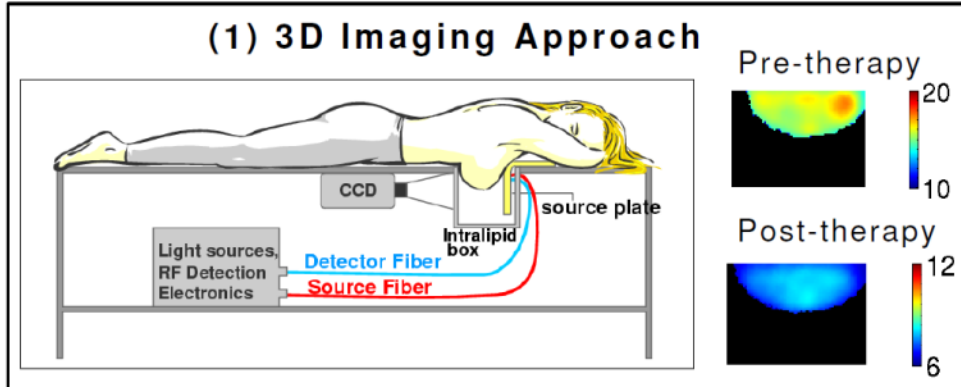 (1) 3D Imaging Approach
CCD
source plate
Intralipid
box
Light sources,
RF Detection
Electronics
Detector Fiber
Source Fiber
Pre-therapy
20
10
Post-therapy
12
6